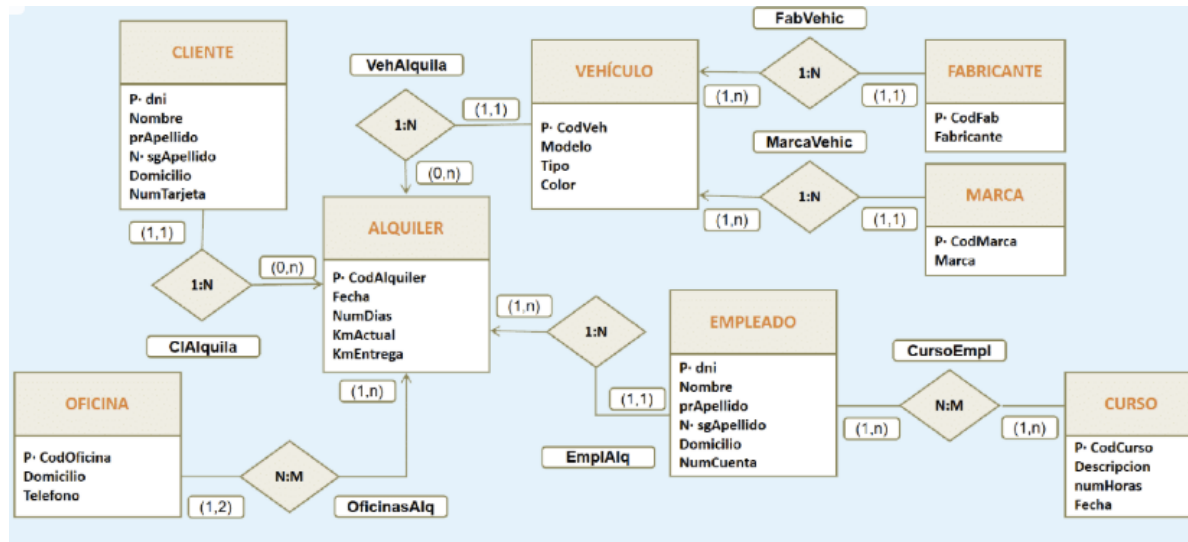 FabVehic
CLIENTE
P· dni
Nombre
prApellido
N· sgApellido
Domicilio
NumTarjeta
VehAlquila
1:N
(1,1)
(0,n)
VEHÍCULO
P· CodVeh
Modelo
Tipo
Color
1:N
(1,n)
(1,1)
FABRICANTE
P· CodFab
Fabricante
MarcaVehic
1:N
(1,n)
(1,1)
MARCA
P· CodMarca
Marca
(1,1)
1:N
(0,n)
ClAlquila
ALQUILER
P· CodAlquiler
Fecha
NumDias
KmActual
KmEntrega
(1,n)
1:N
(1,1)
EmplAlq
EMPLEADO
P· dni
Nombre
prApellido
N· sgApellido
Domicilio
NumCuenta
CursoEmpl
N:M
(1,n)
(1,n)
CURSO
P· CodCurso
Descripcion
numHoras
Fecha
OFICINA
P· CodOficina
Domicilio
Telefono
(1,2)
N:M
(1,n)
OficinasAlq